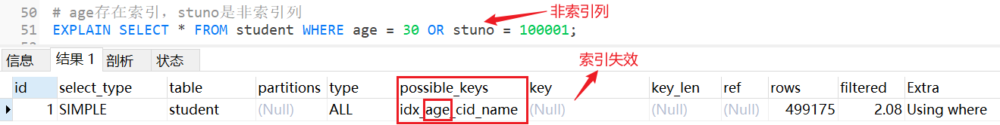 50 # age存在索引，stuno是非索引列
非索引列
51 EXPLAIN SELECT * FROM student WHERE age = 30 OR stuno = 100001;
信息 结果 1 剖析 状态
索引失效
id select_type table partitions type possible_keys key key_len ref rows filtered Extra
1 SIMPLE student (Null) ALL idx_age_cid_name (Null) (Null) (Null) 499175 2.08 Using where